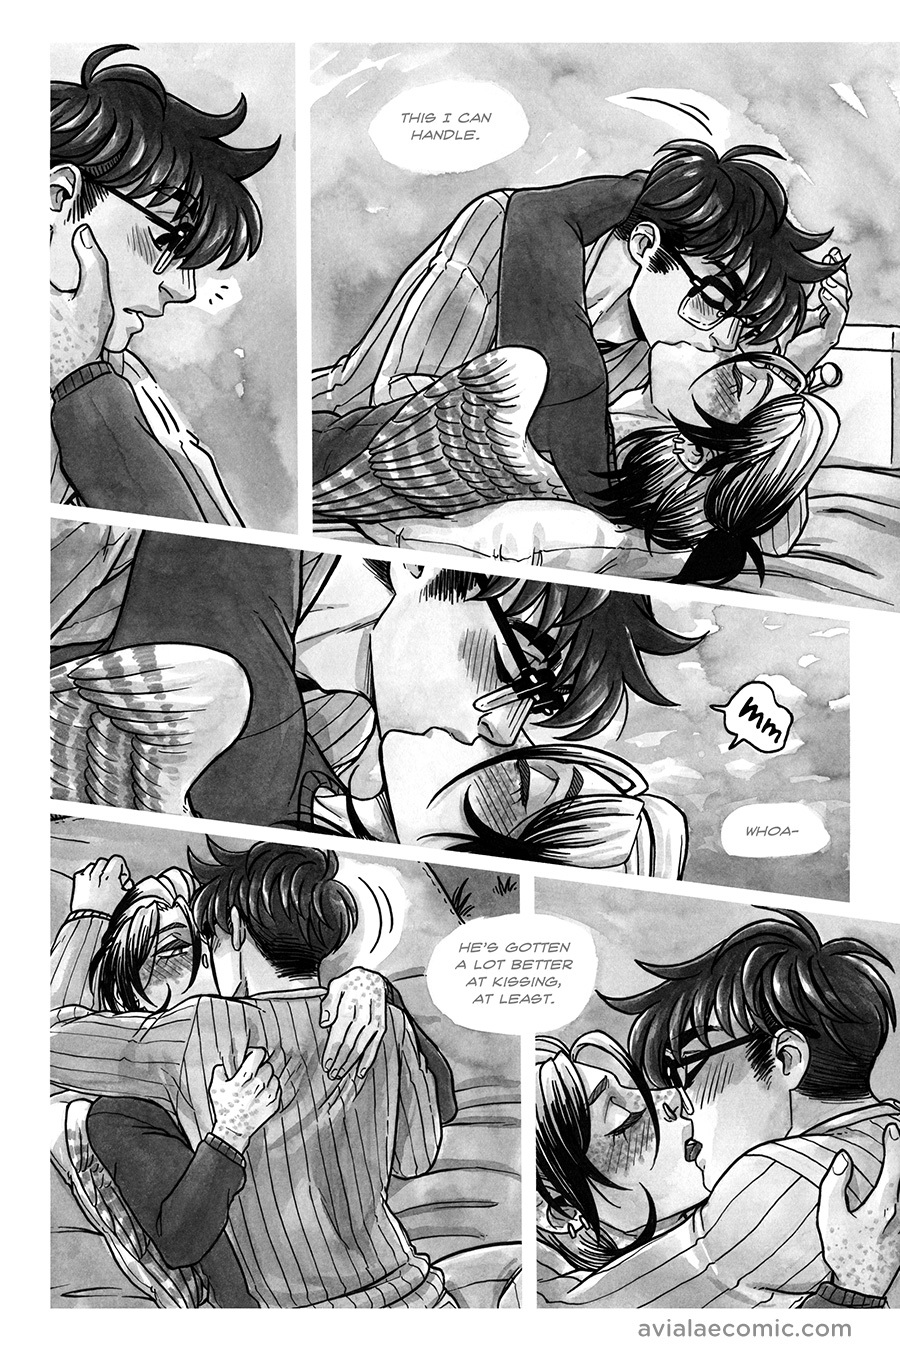 THIS I CAN
HANDLE.
Mm
WHOA-
HE'S GOTTEN
A LOT BETTER
AT KISSING,
AT LEAST.
avialaecomic.com